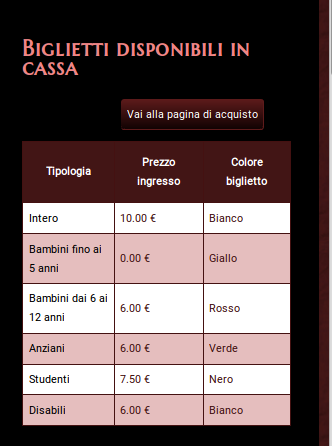 Biglietti disponibili in
cassa
Vai alla pagina di acquisto
Tipologia Prezzo ingresso Colore biglietto
Intero 10.00 € Bianco
Bambini fino ai 5 anni 0.00 € Giallo
Bambini dai 6 ai 12 anni 6.00 € Rosso
Anziani 6.00 € Verde
Studenti 7.50 € Nero
Disabili 6.00 € Bianco